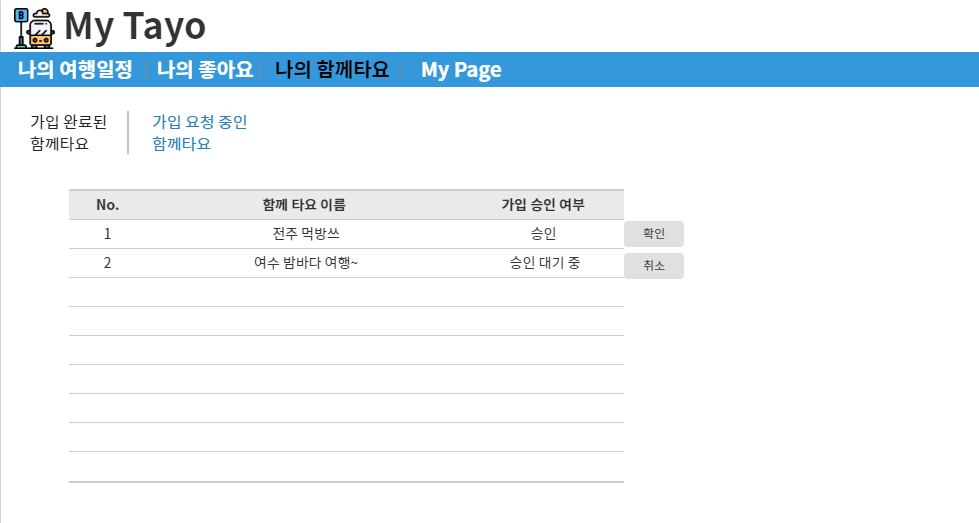 B
My Tayo
나의 여행일정 나의 좋아요 나의 함께타요 My Page
가입 완료된
함께타요
가입 요청 중인
함께타요
No. 함께 타요 이름 가입 승인 여부
1 전주 먹방쓰 승인 확인
2 여수 밤바다 여행~ 승인 대기 중 취소